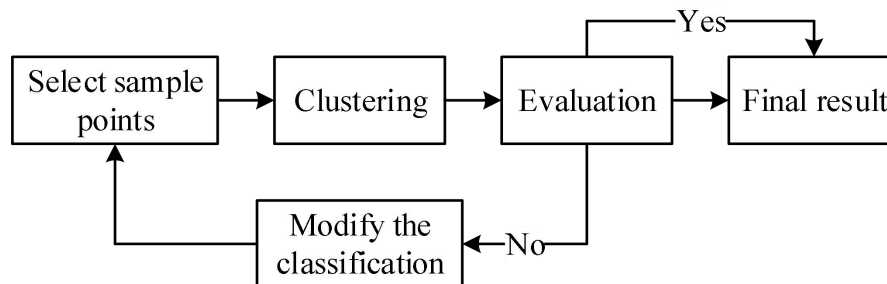 Yes
Select sample
points
Clustering
Evaluation
Final result
Modify the
classification
No